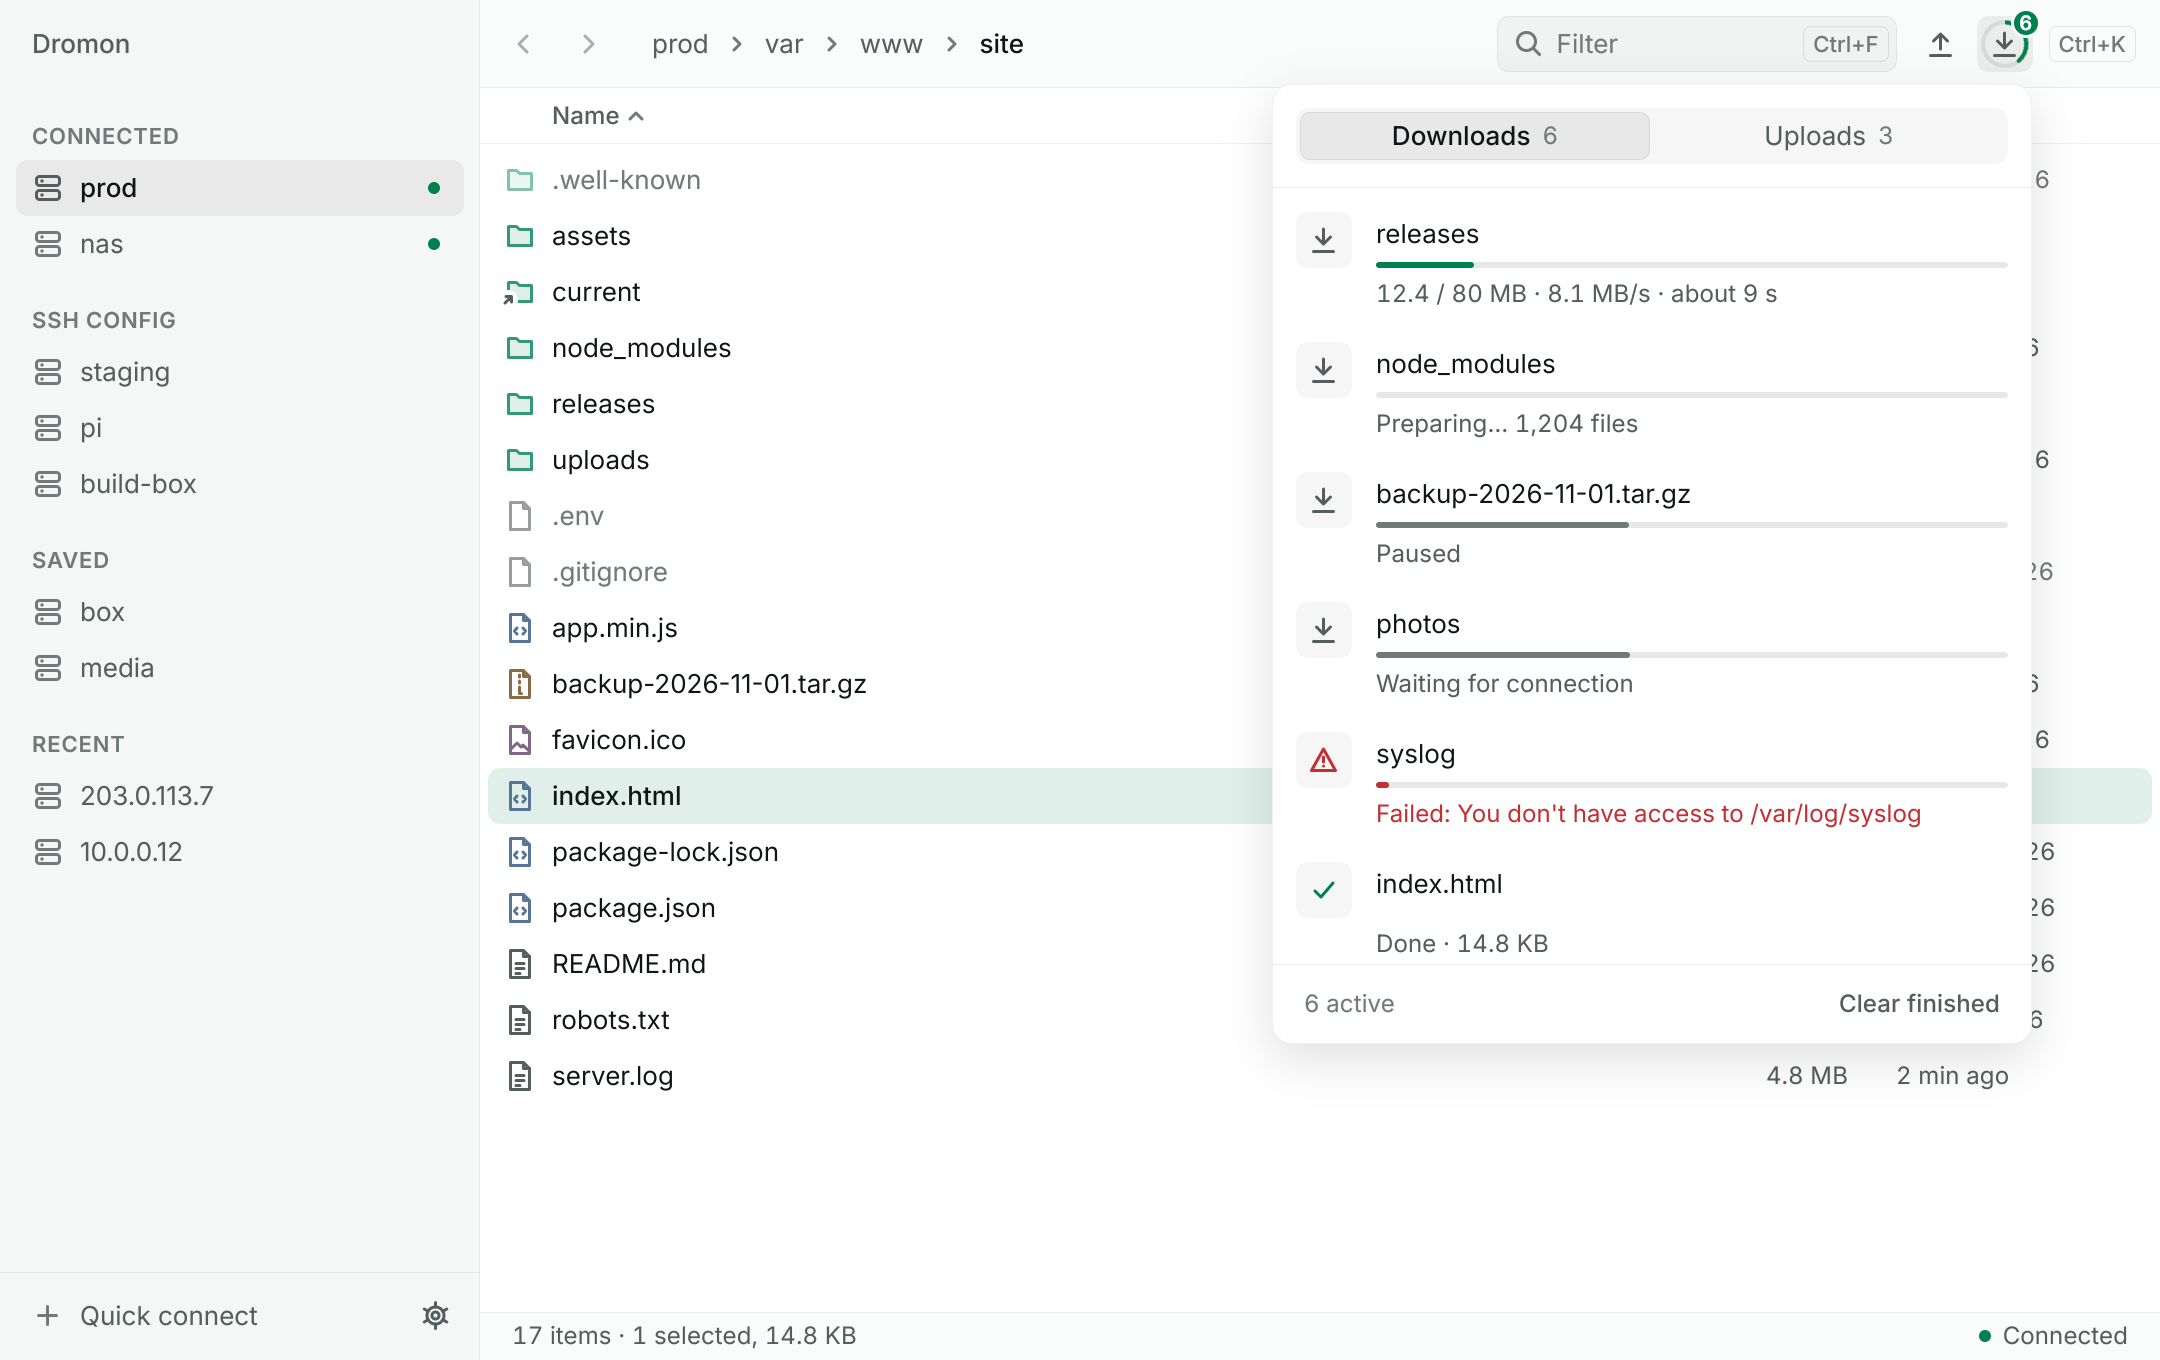 Dromon
CONNECTED
prod
nas
SSH CONFIG
staging
pi
build-box
SAVED
box
media
RECENT
203.0.113.7
10.0.0.12
Quick connect
prod var www site
Filter Ctrl+F
6
Ctrl+K
Name
.well-known
assets
current
node_modules
releases
uploads
.env
.gitignore
app.min.js
backup-2026-11-01.tar.gz
favicon.ico
index.html
package-lock.json
package.json
README.md
robots.txt
server.log 4.8 MB 2 min ago
Downloads 6 Uploads 3
releases
12.4 / 80 MB · 8.1 MB/s · about 9 s
node_modules
Preparing... 1,204 files
backup-2026-11-01.tar.gz
Paused
photos
Waiting for connection
syslog
Failed: You don't have access to /var/log/syslog
index.html
Done · 14.8 KB
6 active Clear finished
17 items · 1 selected, 14.8 KB
Connected